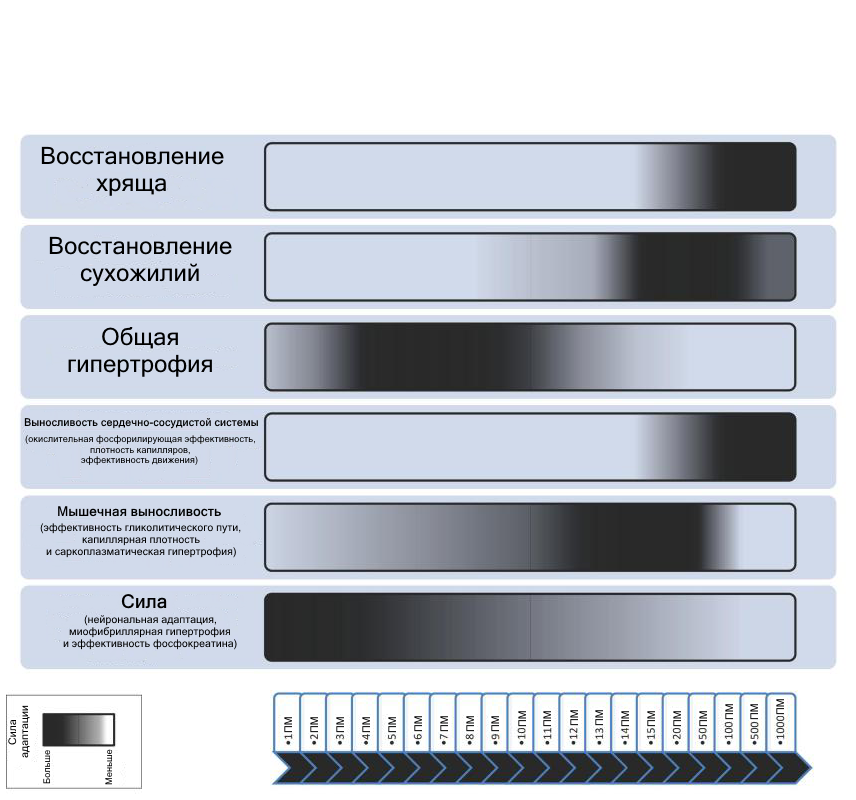 Восстановление
хряща
Восстановление
сухожилий
Общая
гипертрофия
Выносливость сердечно-сосудистой системы
(окислительная фосфорилирующая эффективность,
плотность капилляров,
эффективность движения)
Мышечная выносливость
(эффективность гликолитического пути,
капиллярная плотность
и саркоплазматическая гипертрофия)
Сила
(нейрональная адаптация,
миофибриллярная гипертрофия
и эффективность фосфокреатина)
Сила
адаптации
Больше
Меньше
•1ПМ
•2ПМ
•3ПМ
•4ПМ
•5ПМ
•6ПМ
•7ПМ
•8ПМ
•9ПМ
•10ПМ
•11ПМ
•12ПМ
•13ПМ
•14ПМ
•15ПМ
•20ПМ
•50ПМ
•100ПМ
•500ПМ
•1000ПМ